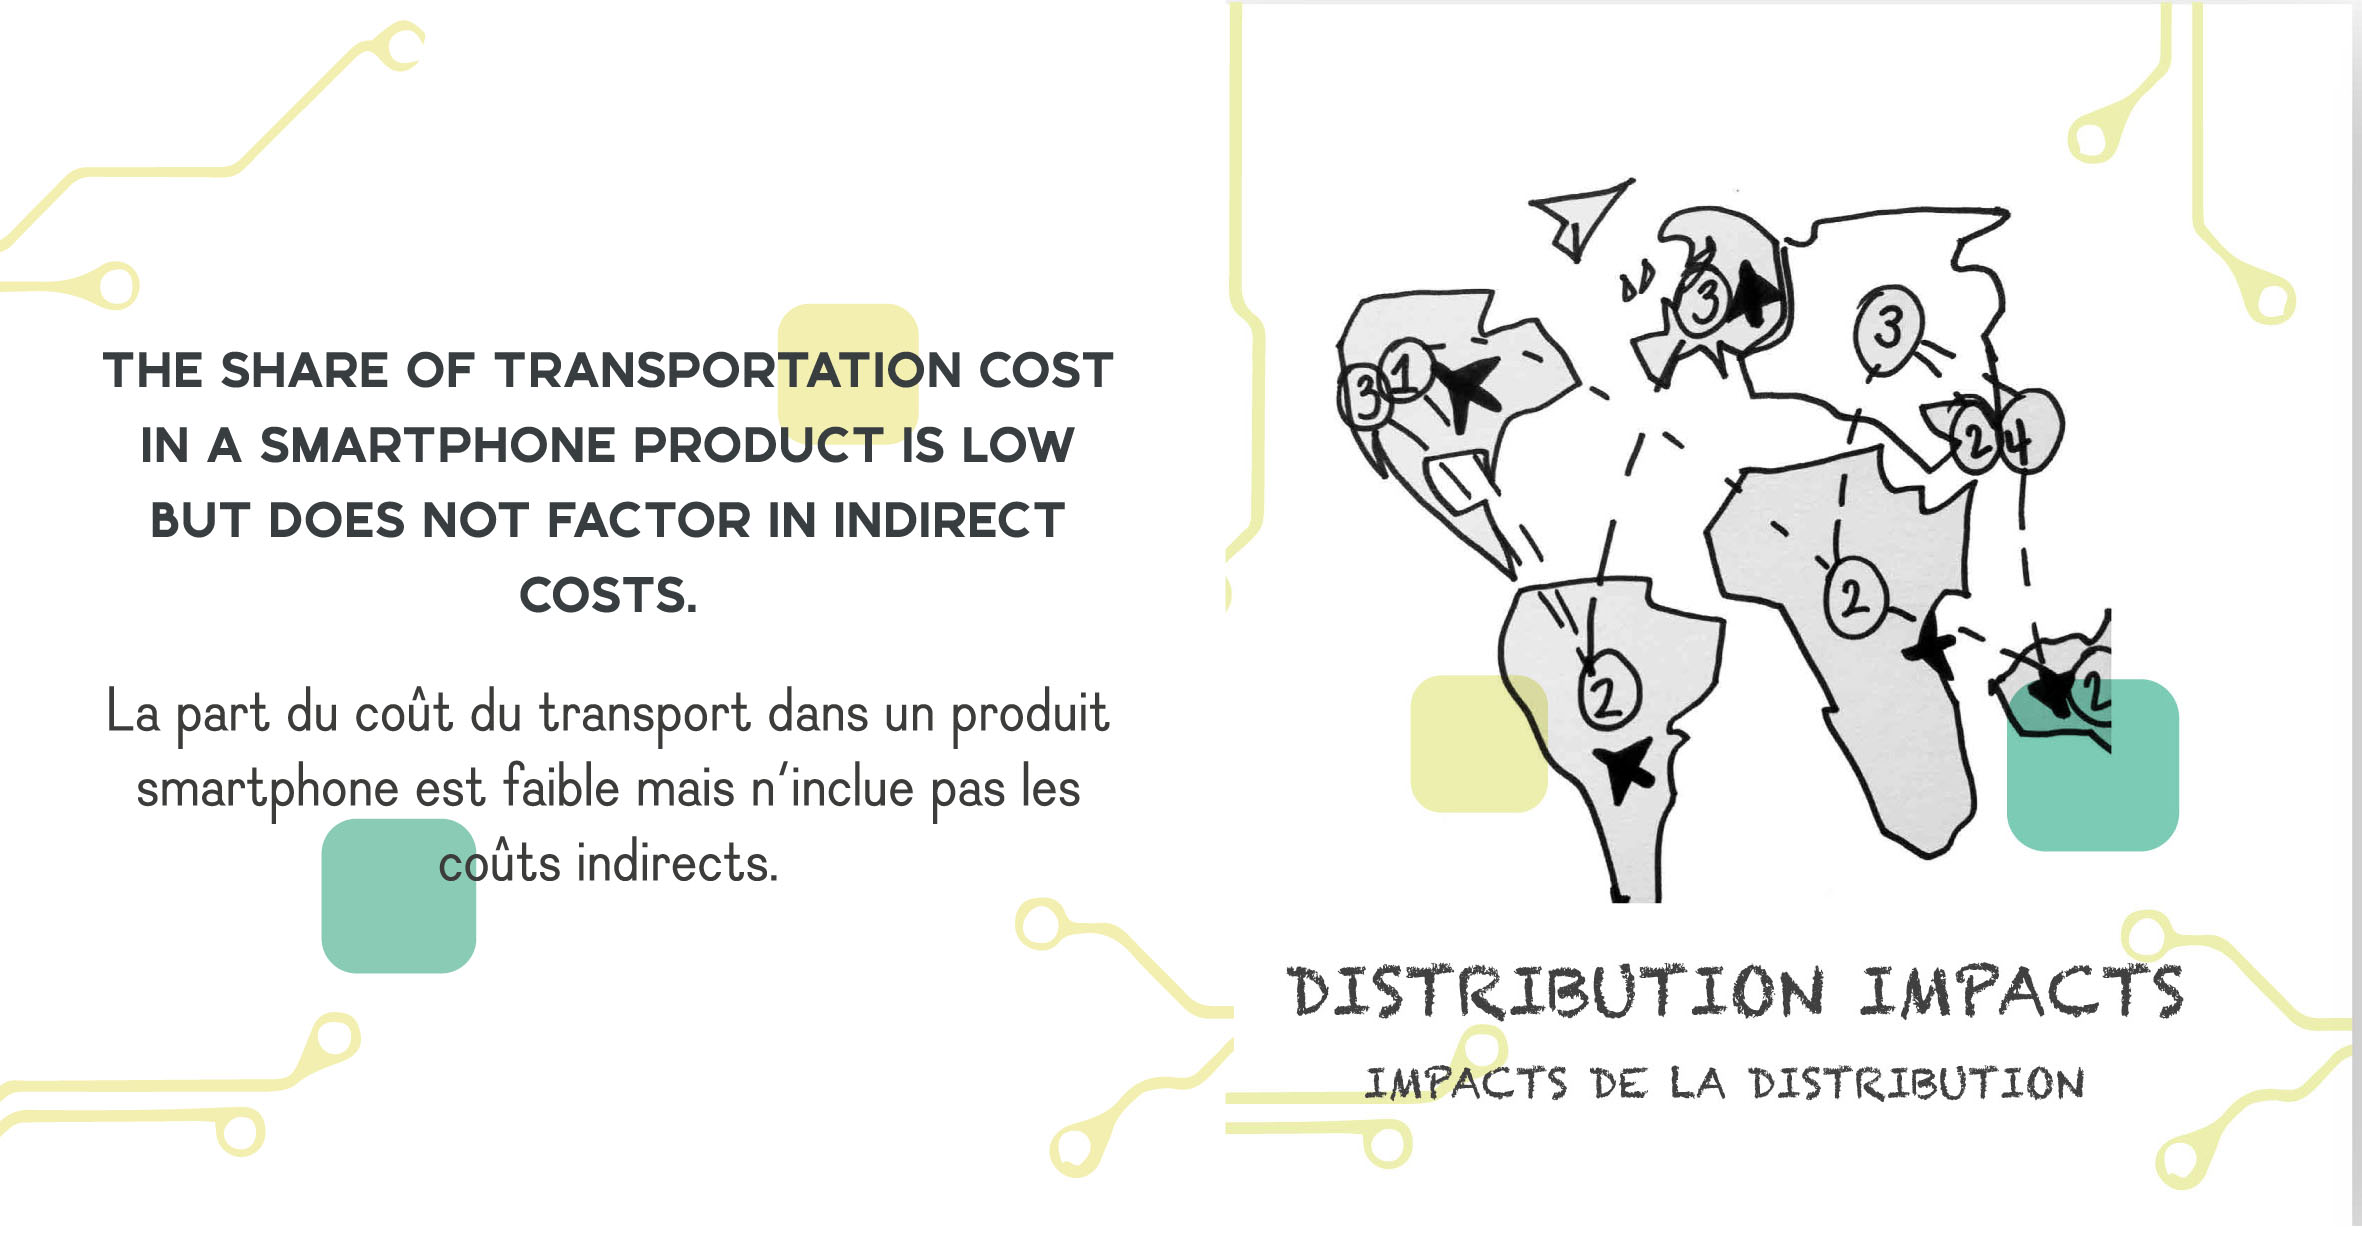 THE SHARE OF TRANSPORTATION COST
IN A SMARTPHONE PRODUCT IS LOW
BUT DOES NOT FACTOR IN INDIRECT
COSTS.
La part du coût du transport dans un produit
smartphone est faible mais n'inclue pas les
coûts indirects.
3
3
1
3
2
4
2
2
2
DISTRIBUTION IMPACTS
IMPACTS DE LA DISTRIBUTION